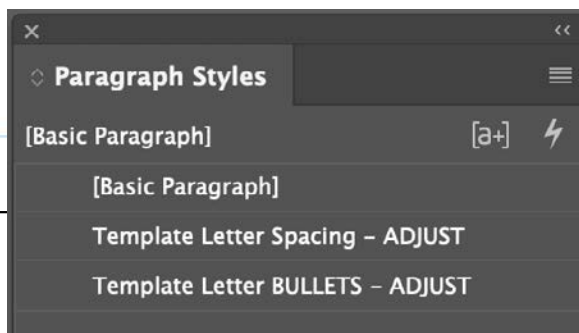 Paragraph Styles
[Basic Paragraph] [a+]
[Basic Paragraph]
Template Letter Spacing – ADJUST
Template Letter BULLETS – ADJUST